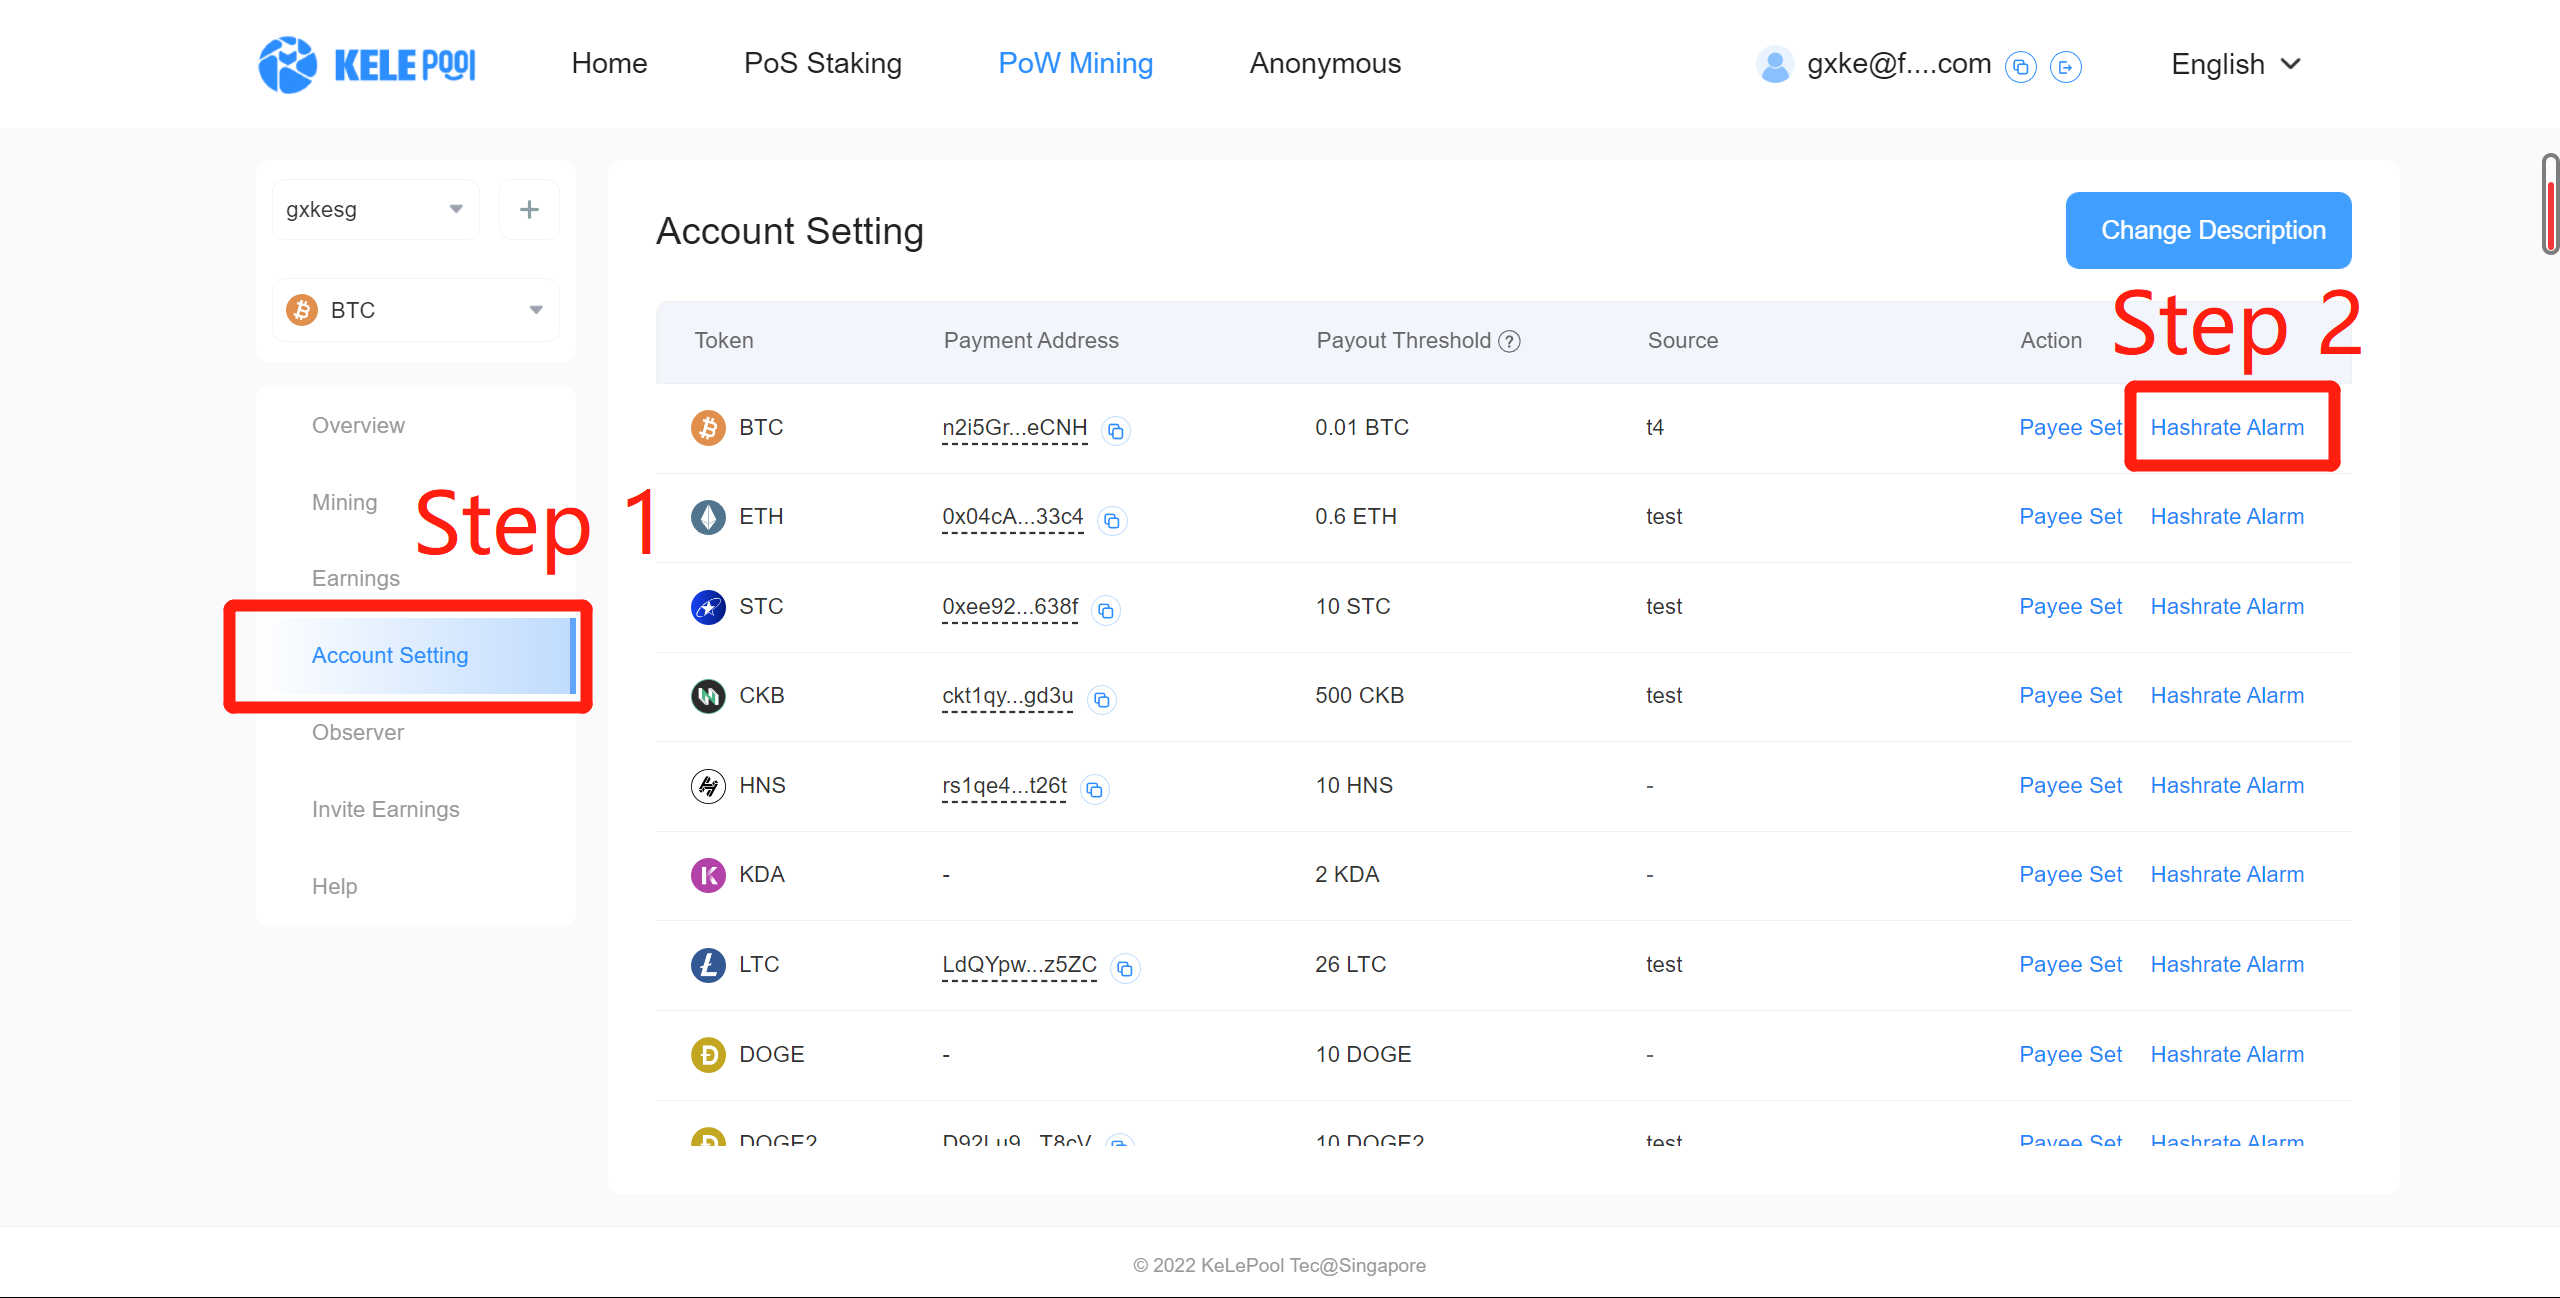 KELE POOL Home PoS Staking PoW Mining Anonymous gxke@f....com English
gxkesg +
BTC
Overview
Mining
Earnings
Account Setting
Observer
Invite Earnings
Help
Step 1
Account Setting Change Description
Step 2
Token Payment Address Payout Threshold ? Source Action
BTC n2i5Gr...eCNH 0.01 BTC t4 Payee Set Hashrate Alarm
ETH 0x04cA...33c4 0.6 ETH test Payee Set Hashrate Alarm
STC 0xee92...638f 10 STC test Payee Set Hashrate Alarm
CKB ckt1qy...gd3u 500 CKB test Payee Set Hashrate Alarm
HNS rs1qe4...t26t 10 HNS - Payee Set Hashrate Alarm
KDA - 2 KDA - Payee Set Hashrate Alarm
LTC LdQYpw...z5ZC 26 LTC test Payee Set Hashrate Alarm
DOGE - 10 DOGE - Payee Set Hashrate Alarm
DOGE2 D92Lu9...T8cV 10 DOGE2 test Payee Set Hashrate Alarm
© 2022 KeLePool Tec@Singapore